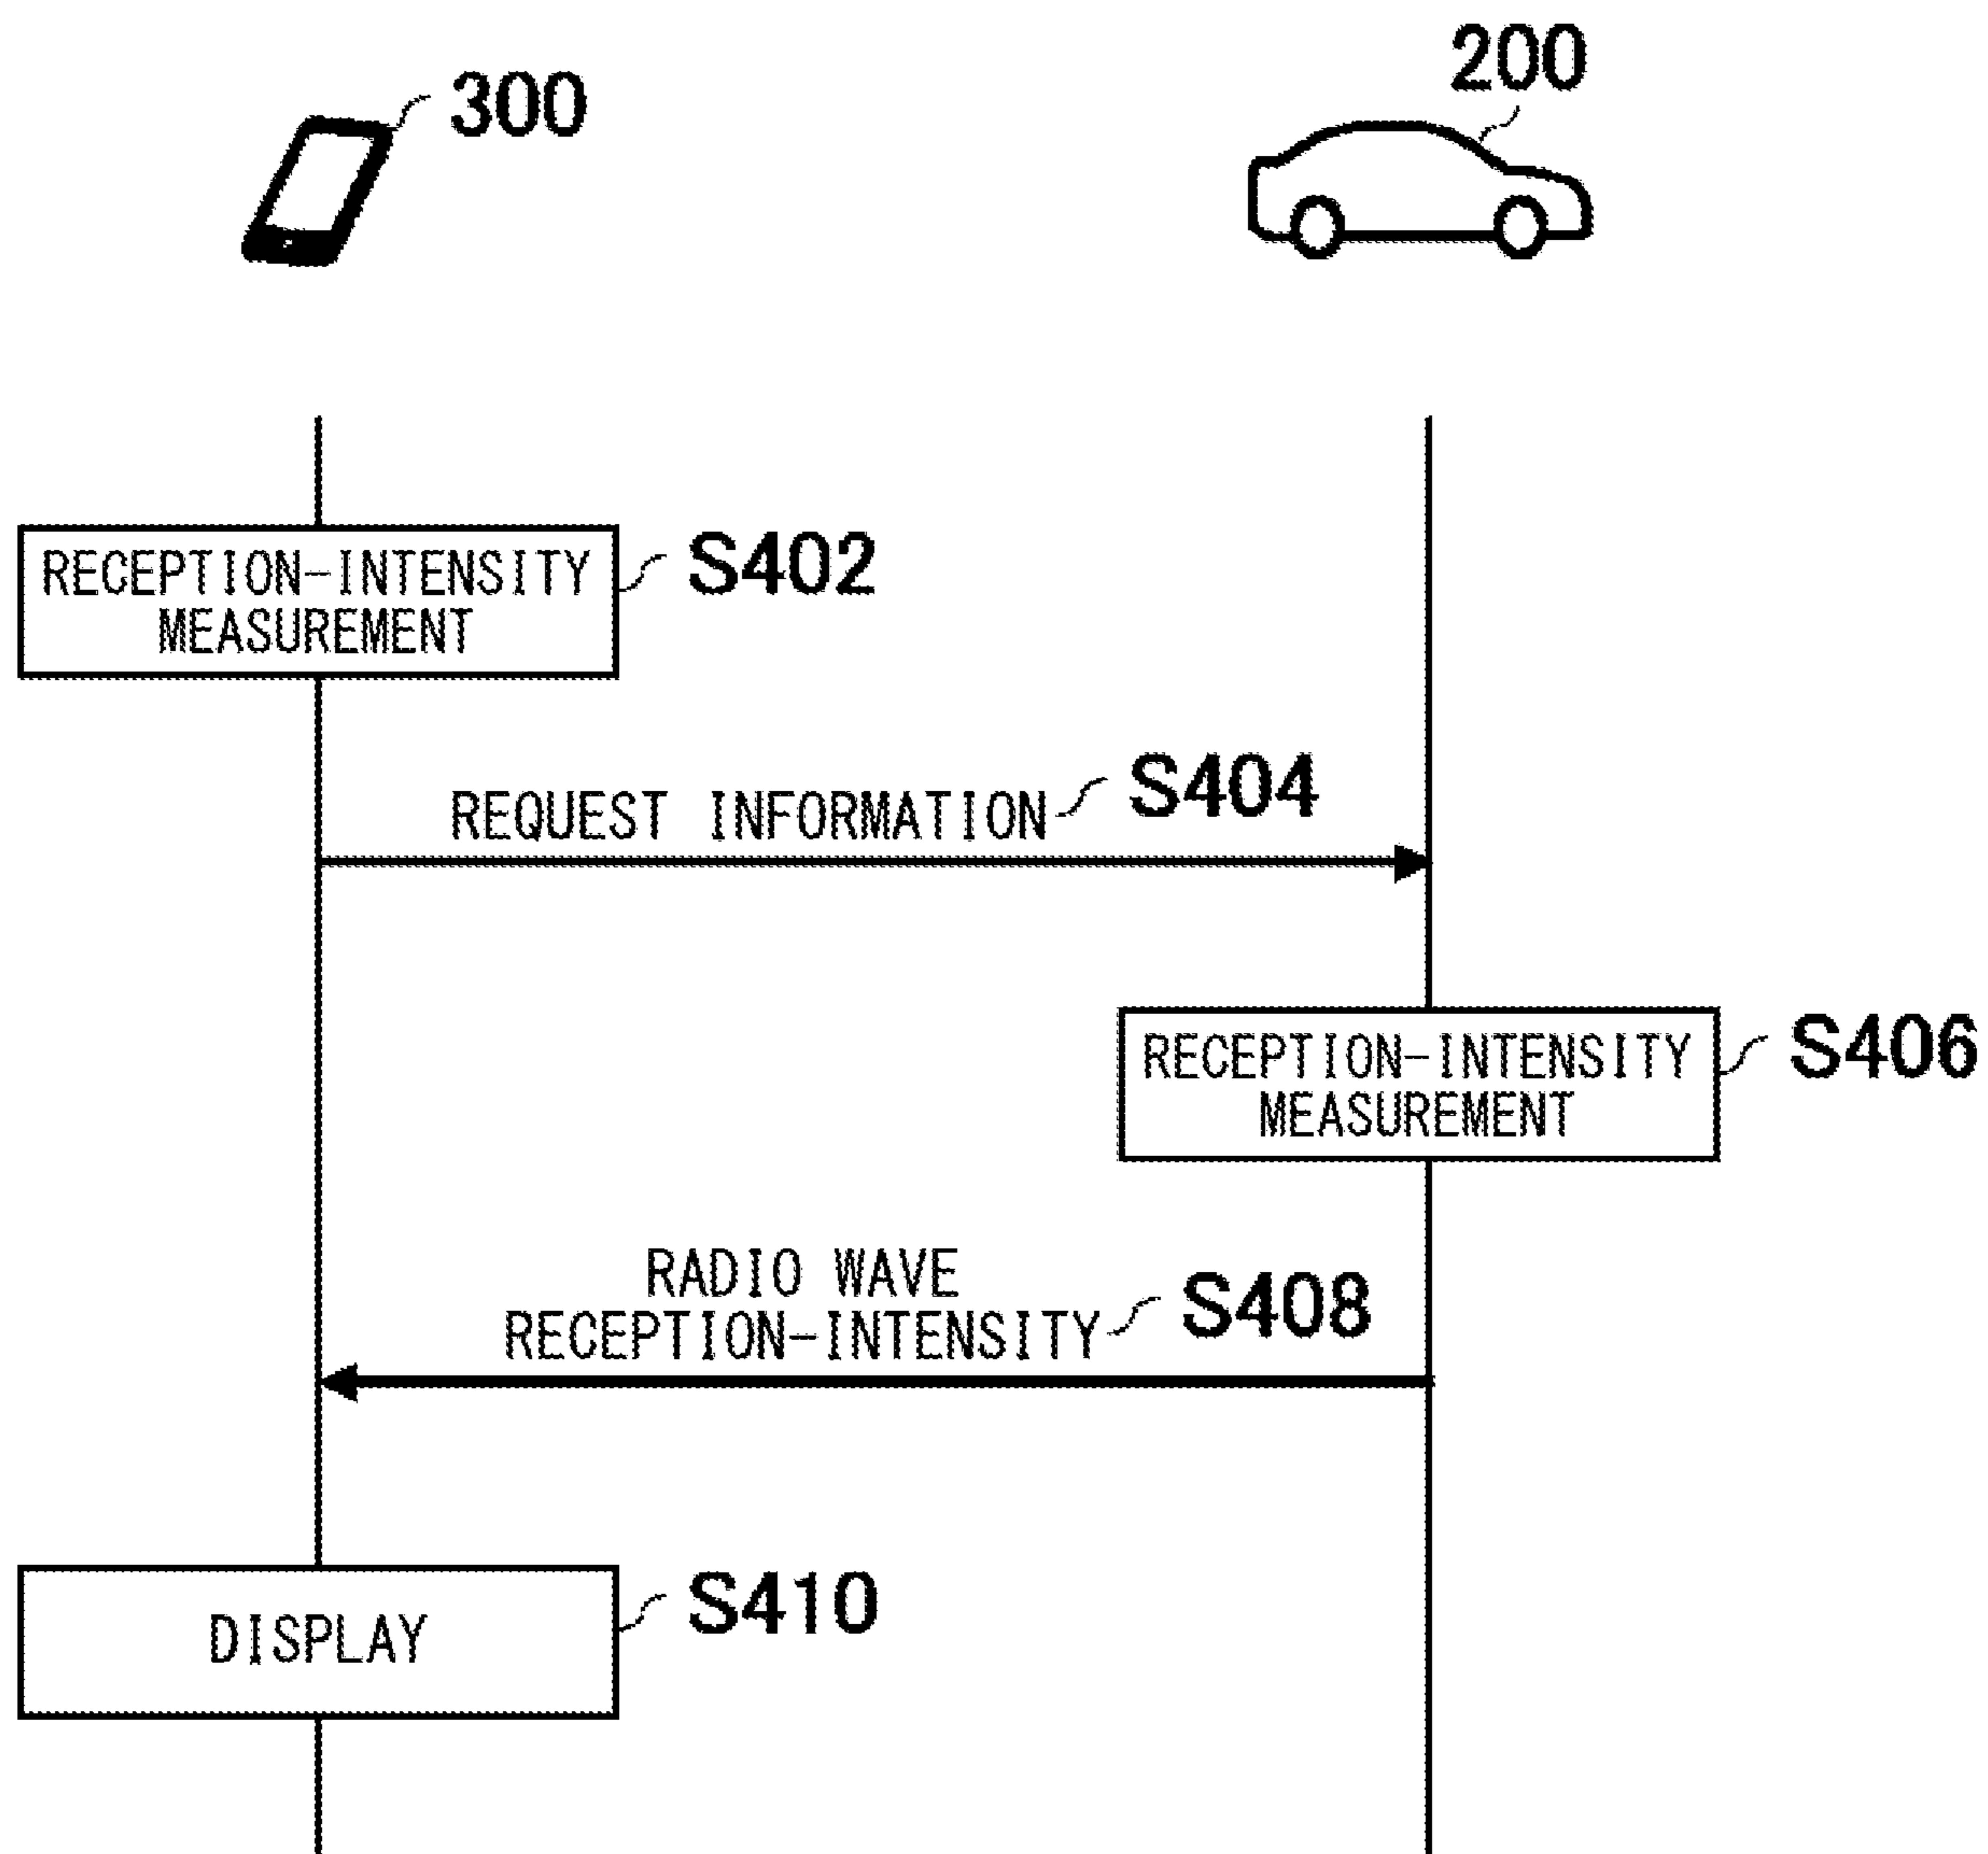 200
300
RECEPTION-INTENSITY
MEASUREMENT
S402
REQUEST INFORMATION
S404
RECEPTION-INTENSITY
MEASUREMENT
S406
RADIO WAVE
RECEPTION-INTENSITY
S408
DISPLAY
S410